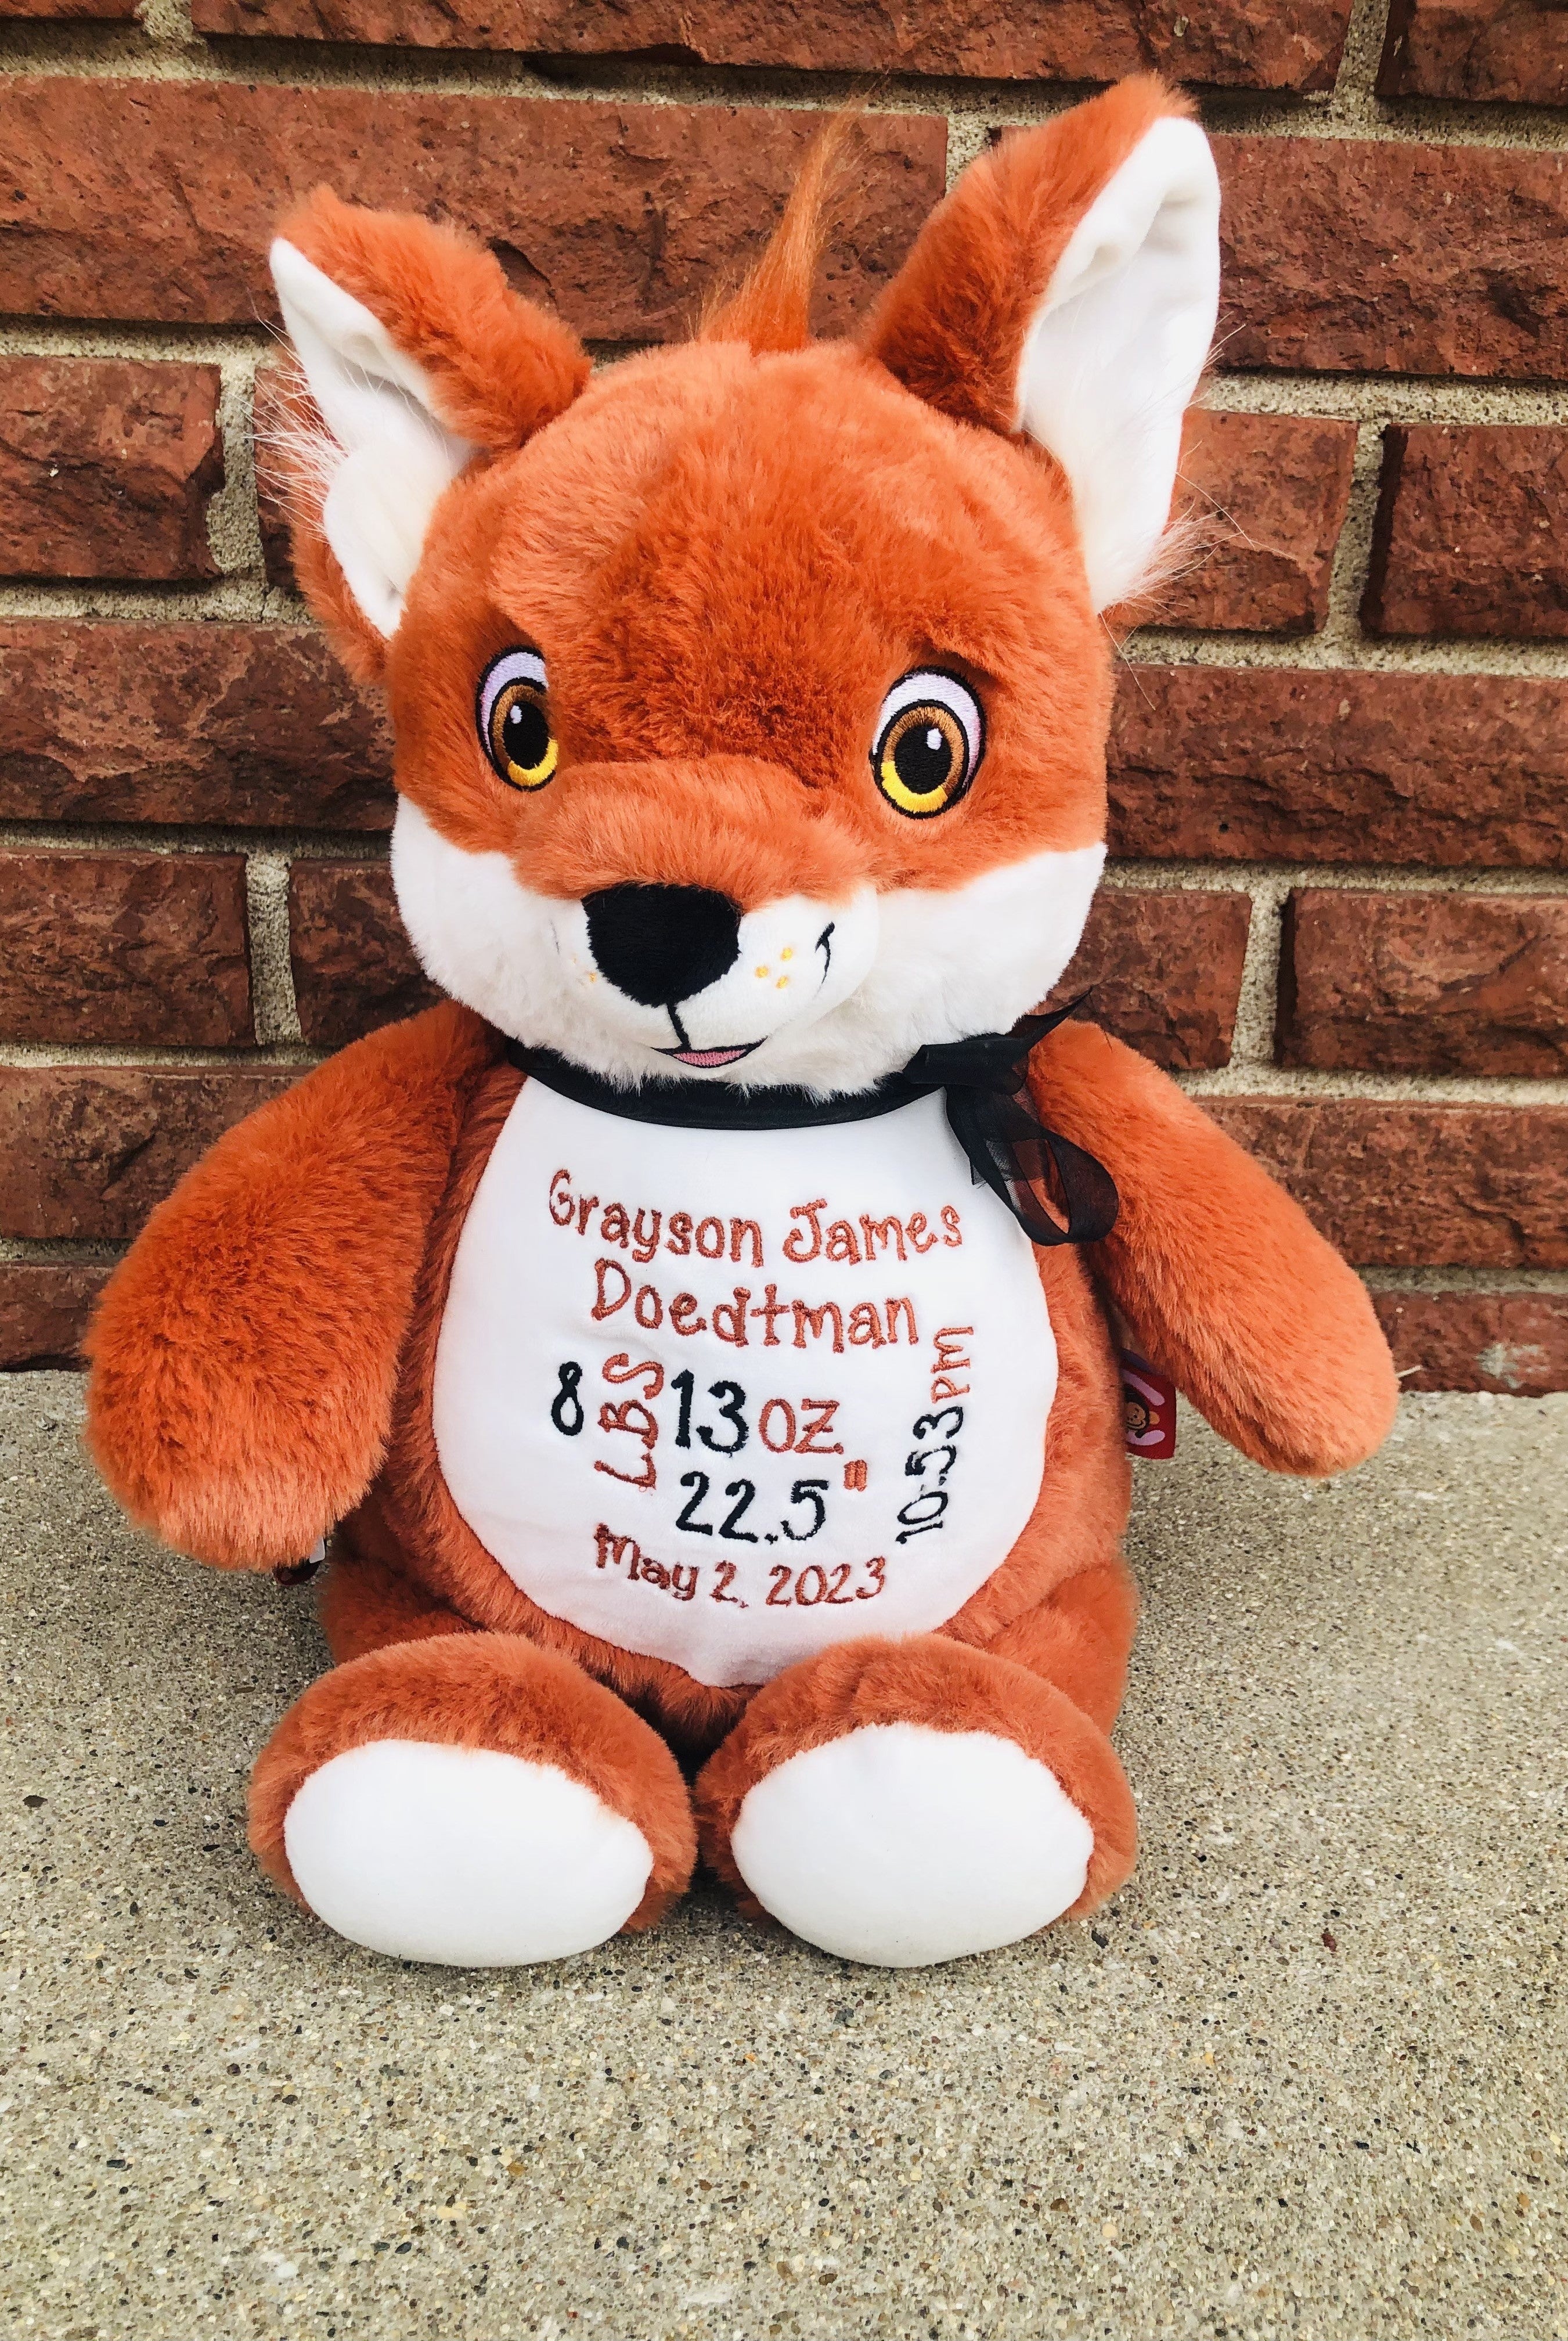 Grayson James
Doedtman
8 LBS 13 oz
22.5"
10:53 pm
May 2, 2023